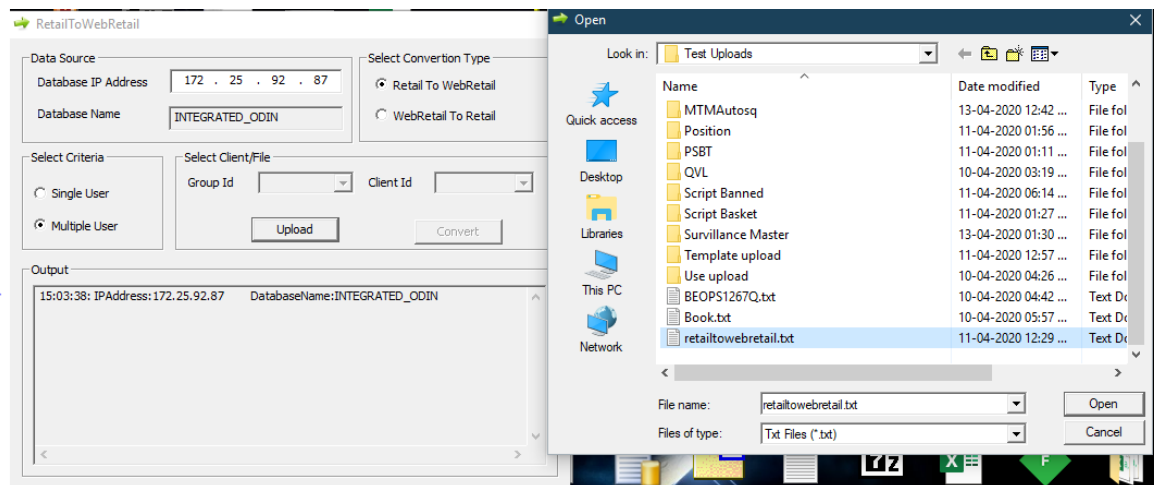 RetailToWebRetail
Data Source
Database IP Address 172 . 25 . 92 . 87
Database Name INTEGRATED_ODIN
Select Convertion Type
Retail To WebRetail
WebRetail To Retail
Select Criteria
Single User
Multiple User
Select Client/File
Group Id Client Id
Upload Convert
Output
15:03:38: IPAddress:172.25.92.87 DatabaseName:INTEGRATED_ODIN
Open
Look in: Test Uploads
Quick access
Desktop
Libraries
This PC
Network
Name Date modified Type
MTMAutosq 13-04-2020 12:42 ... File fol
Position 11-04-2020 01:56 ... File fol
PSBT 11-04-2020 01:11 ... File fol
QVL 10-04-2020 03:19 ... File fol
Script Banned 11-04-2020 06:14 ... File fol
Script Basket 11-04-2020 01:27 ... File fol
Survillance Master 13-04-2020 01:30 ... File fol
Template upload 11-04-2020 12:57 ... File fol
Use upload 10-04-2020 04:26 ... File fol
BEOPS1267Q.txt 10-04-2020 04:42 ... Text Do
Book.txt 10-04-2020 05:57 ... Text Do
retailtowebretail.txt 11-04-2020 12:29 ... Text Do
File name: retailtowebretail.txt Open
Files of type: Txt Files (*.txt) Cancel